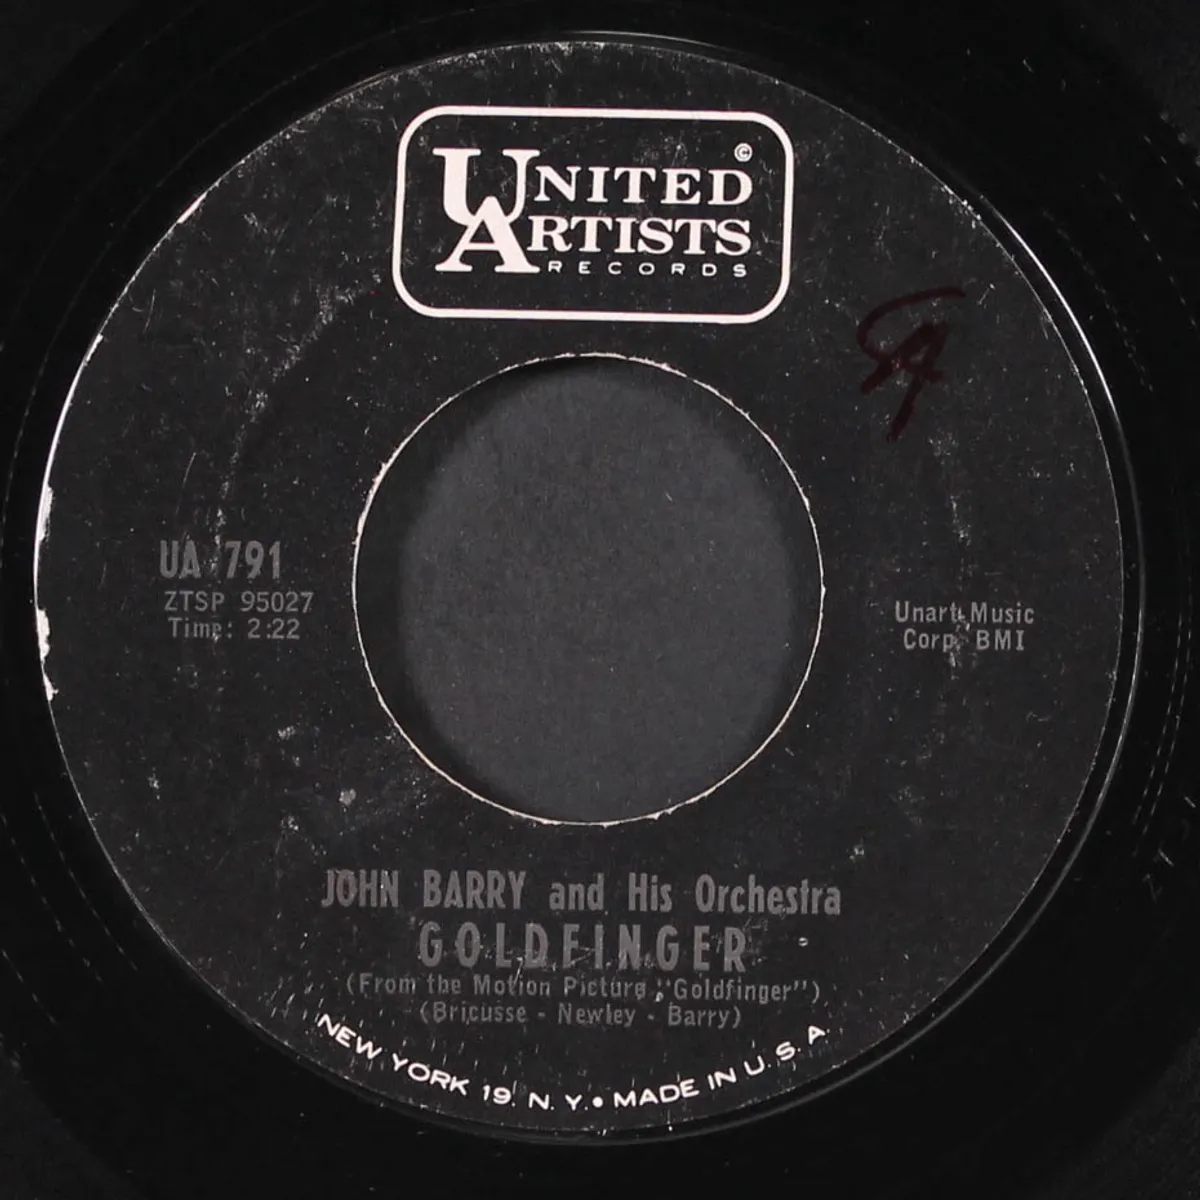 UNITED ©
ARTISTS
RECORDS
UA 791
ZTSP 95027
Time: 2:22
Unart Music
Corp. BMI
JOHN BARRY and His Orchestra
GOLDFINGER
(From the Motion Picture, "Goldfinger")
(Bricusse - Newley - Barry)
NEW YORK 19, N. Y. • MADE IN U. S. A.